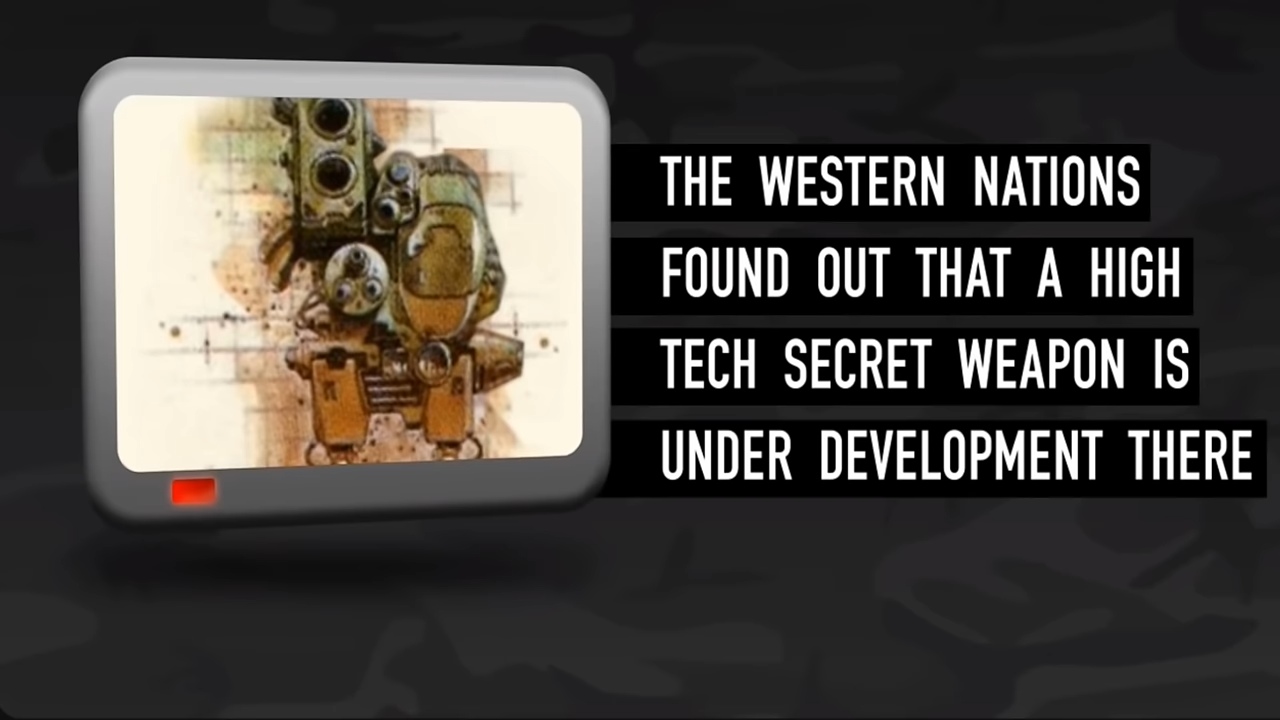 THE WESTERN NATIONS
FOUND OUT THAT A HIGH
TECH SECRET WEAPON IS
UNDER DEVELOPMENT THERE